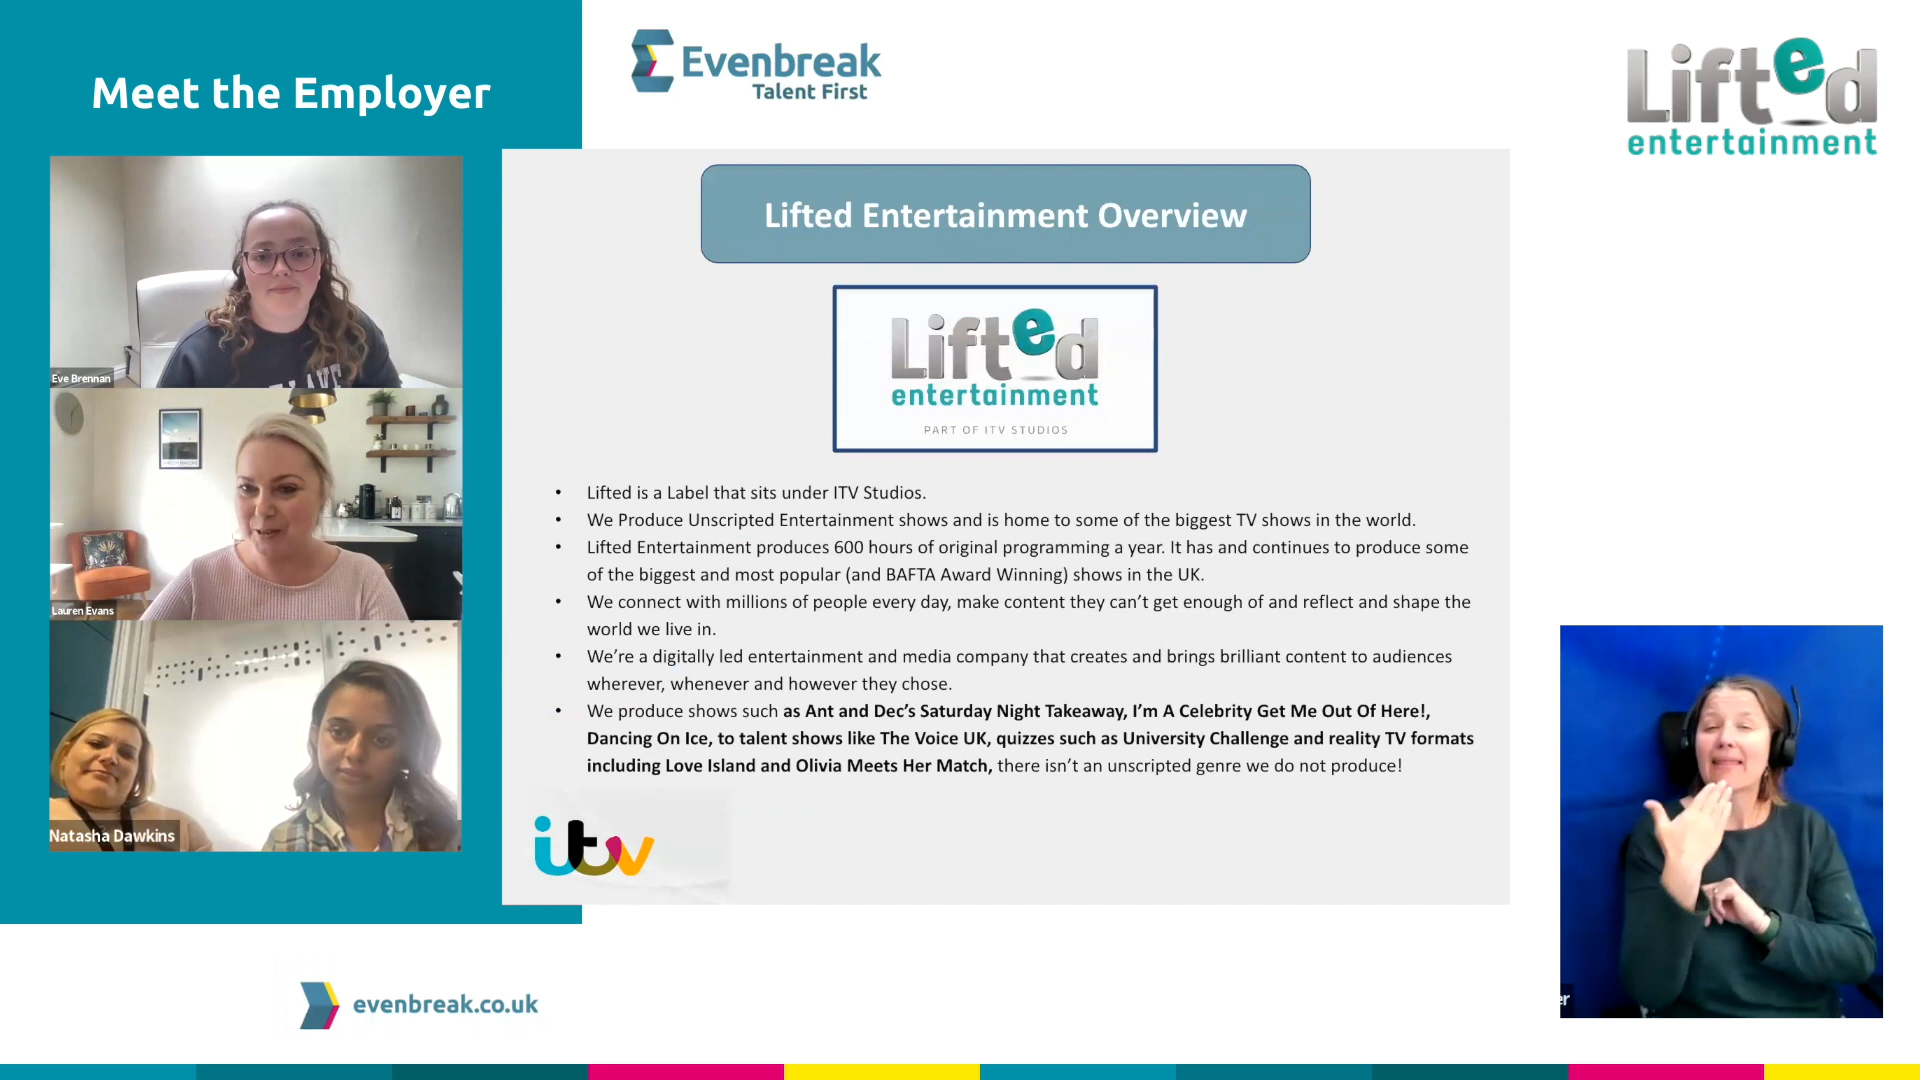 Meet the Employer
Evenbreak
Talent First
Lifted
entertainment
Lifted Entertainment Overview
Lifted
entertainment
PART OF ITV STUDIOS
• Lifted is a Label that sits under ITV Studios.
• We Produce Unscripted Entertainment shows and is home to some of the biggest TV shows in the world.
• Lifted Entertainment produces 600 hours of original programming a year. It has and continues to produce some
of the biggest and most popular (and BAFTA Award Winning) shows in the UK.
• We connect with millions of people every day, make content they can’t get enough of and reflect and shape the
world we live in.
• We’re a digitally led entertainment and media company that creates and brings brilliant content to audiences
wherever, whenever and however they chose.
• We produce shows such as Ant and Dec’s Saturday Night Takeaway, I’m A Celebrity Get Me Out Of Here!,
Dancing On Ice, to talent shows like The Voice UK, quizzes such as University Challenge and reality TV formats
including Love Island and Olivia Meets Her Match, there isn’t an unscripted genre we do not produce!
itv
Eve Brennan
Lauren Evans
Natasha Dawkins
er
evenbreak.co.uk